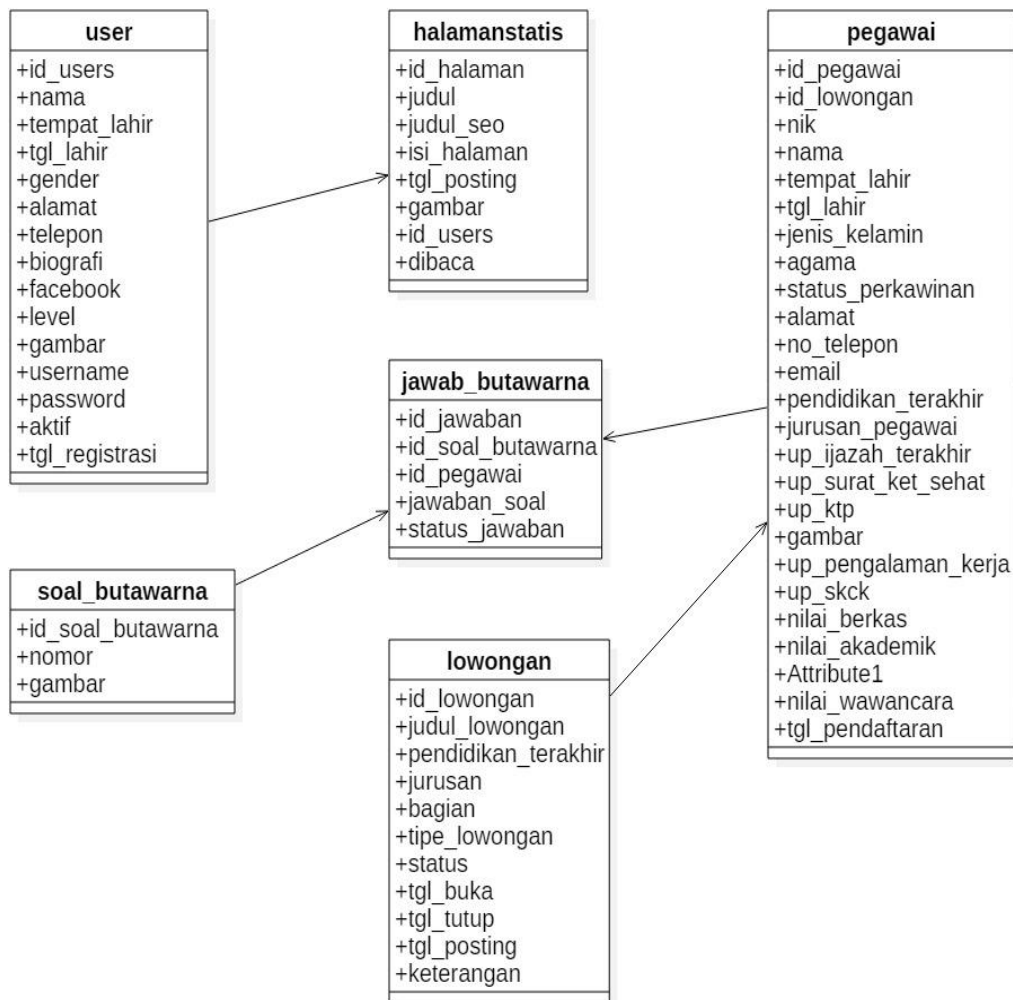 user
+id_users
+nama
+tempat_lahir
+tgl_lahir
+gender
+alamat
+telepon
+biografi
+facebook
+level
+gambar
+username
+password
+aktif
+tgl_registrasi
halamanstatis
+id_halaman
+judul
+judul_seo
+isi_halaman
+tgl_posting
+gambar
+id_users
+dibaca
pegawai
+id_pegawai
+id_lowongan
+nik
+nama
+tempat_lahir
+tgl_lahir
+jenis_kelamin
+agama
+status_perkawinan
+alamat
+no_telepon
+email
+pendidikan_terakhir
+jurusan_pegawai
+up_ijazah_terakhir
+up_surat_ket_sehat
+up_ktp
+gambar
+up_pengalaman_kerja
+up_skck
+nilai_berkas
+nilai_akademik
+Attribute1
+nilai_wawancara
+tgl_pendaftaran
jawab_butawarna
+id_jawaban
+id_soal_butawarna
+id_pegawai
+jawaban_soal
+status_jawaban
soal_butawarna
+id_soal_butawarna
+nomor
+gambar
lowongan
+id_lowongan
+judul_lowongan
+pendidikan_terakhir
+jurusan
+bagian
+tipe_lowongan
+status
+tgl_buka
+tgl_tutup
+tgl_posting
+keterangan